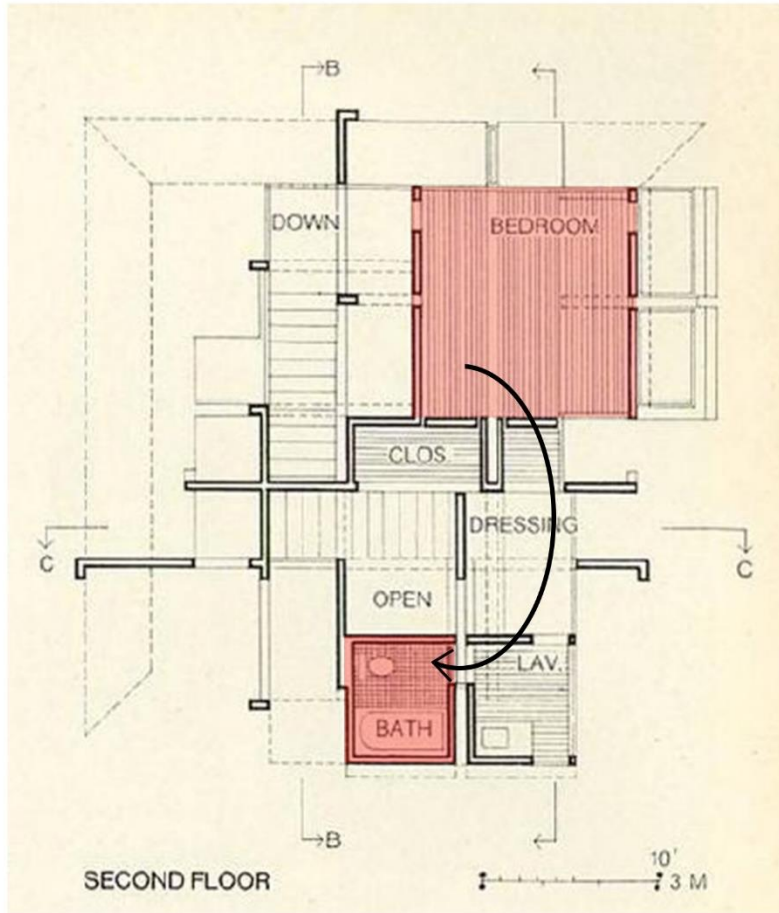 B
DOWN
BEDROOM
CLOS.
DRESSING
C
C
OPEN
LAV.
BATH
B
SECOND FLOOR
10'
3 M